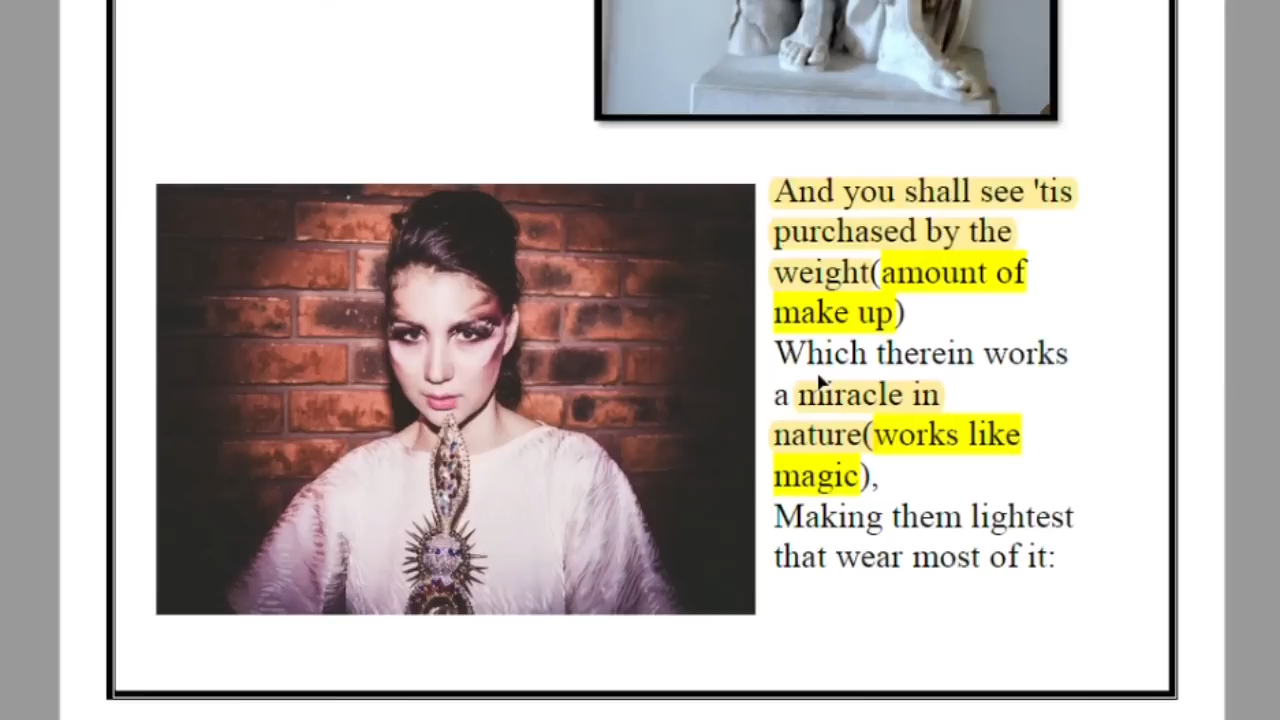 And you shall see 'tis
purchased by the
weight(amount of
make up)
Which therein works
a miracle in
nature(works like
magic),
Making them lightest
that wear most of it: